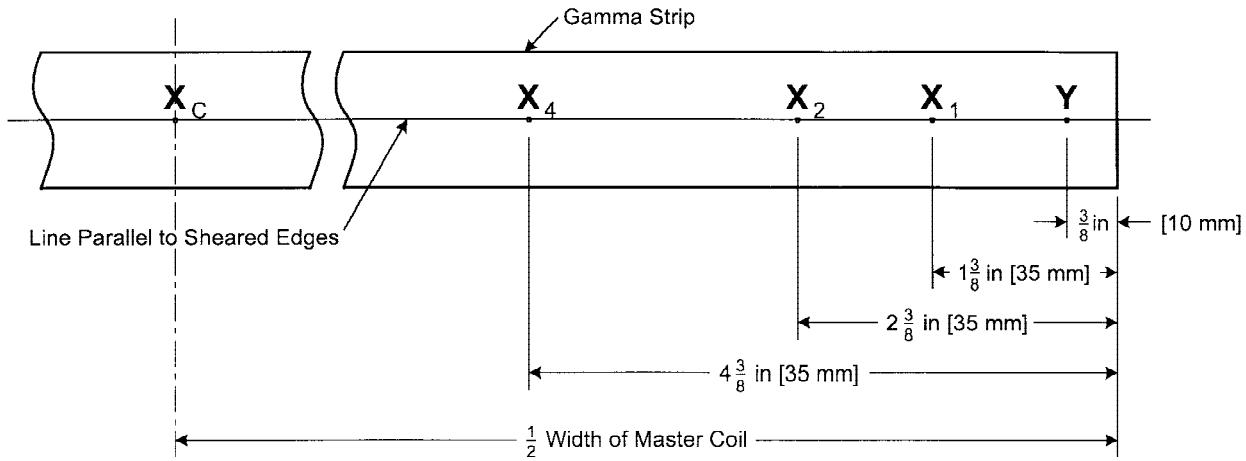 Gamma Strip
X C
X 4
X 2
X 1
Y
Line Parallel to Sheared Edges
3/8 in [10 mm]
1 3/8 in [35 mm]
2 3/8 in [35 mm]
4 3/8 in [35 mm]
1/2 Width of Master Coil